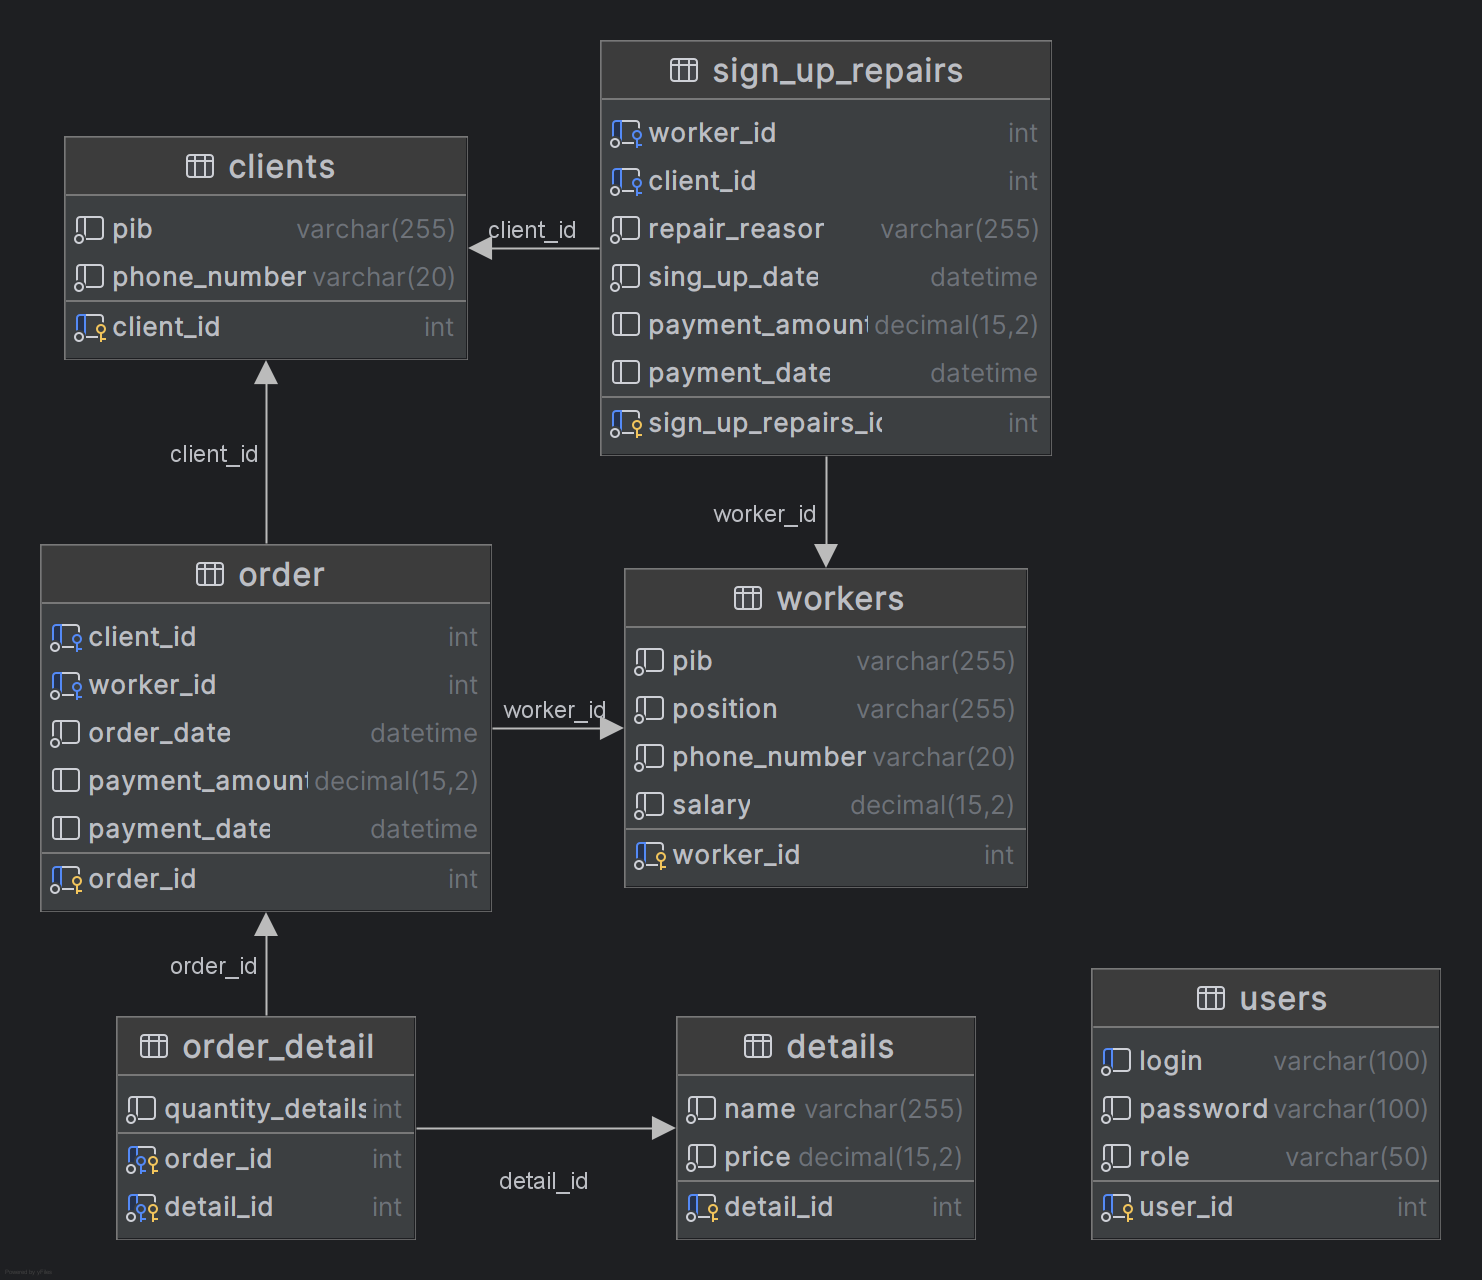 sign_up_repairs
worker_id int
client_id int
repair_reasor varchar(255)
sing_up_date datetime
payment_amount decimal(15,2)
payment_date datetime
sign_up_repairs_ic int
clients
pib varchar(255)
phone_number varchar(20)
client_id int
client_id
client_id
worker_id
order
client_id int
worker_id int
order_date datetime
payment_amount decimal(15,2)
payment_date datetime
order_id int
worker_id
workers
pib varchar(255)
position varchar(255)
phone_number varchar(20)
salary decimal(15,2)
worker_id int
order_id
order_detail
quantity_details int
order_id int
detail_id int
detail_id
details
name varchar(255)
price decimal(15,2)
detail_id int
users
login varchar(100)
password varchar(100)
role varchar(50)
user_id int
Powered by yFiles